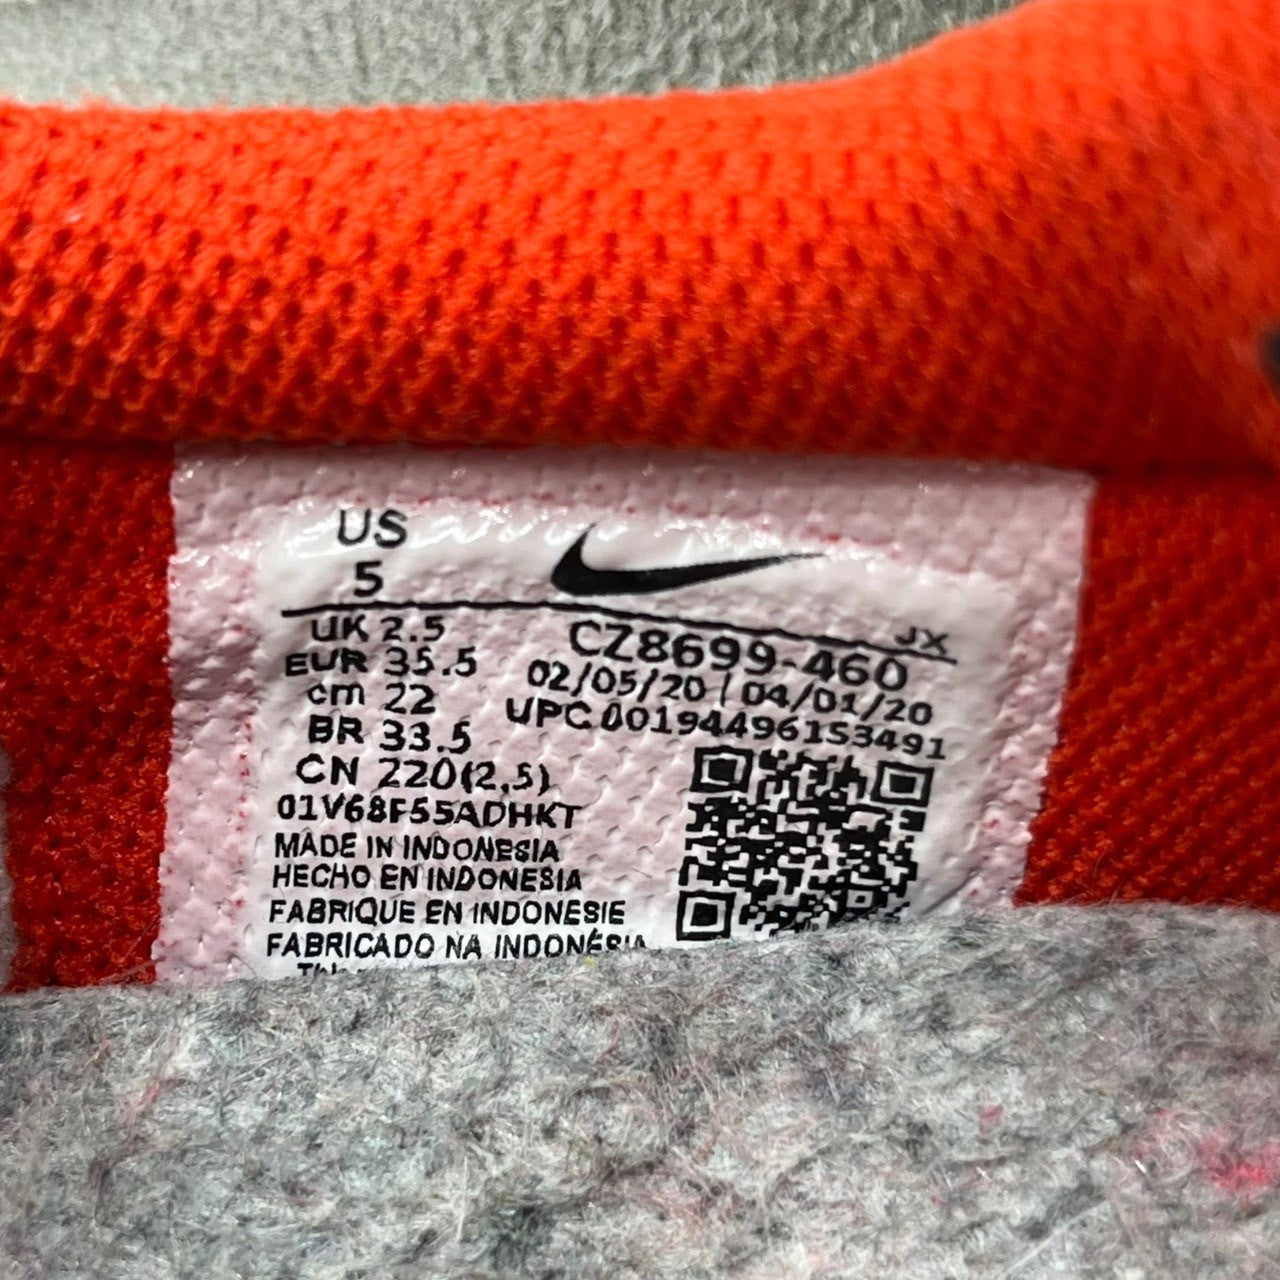 US
5
JX
UK 2.5
EUR 35.5
cm 22
BR 33.5
CN 220(2.5)
CZ8699-460
02/05/20 | 04/01/20
UPC 00194496153491
01V68F55ADHKT
MADE IN INDONESIA
HECHO EN INDONESIA
FABRIQUE EN INDONESIE
FABRICADO NA INDONÉSIA